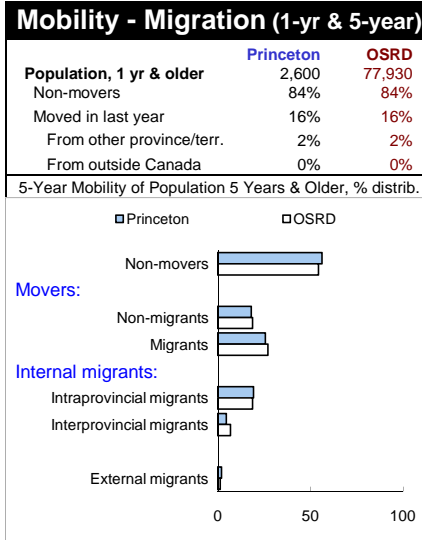 Mobility - Migration (1-yr & 5-year)
Princeton OSRD
Population, 1 yr & older 2,600 77,930
Non-movers 84% 84%
Moved in last year 16% 16%
From other province/terr. 2% 2%
From outside Canada 0% 0%
5-Year Mobility of Population 5 Years & Older, % distrib.
Princeton OSRD
Non-movers
Movers:
Non-migrants
Migrants
Internal migrants:
Intraprovincial migrants
Interprovincial migrants
External migrants
0 50 100